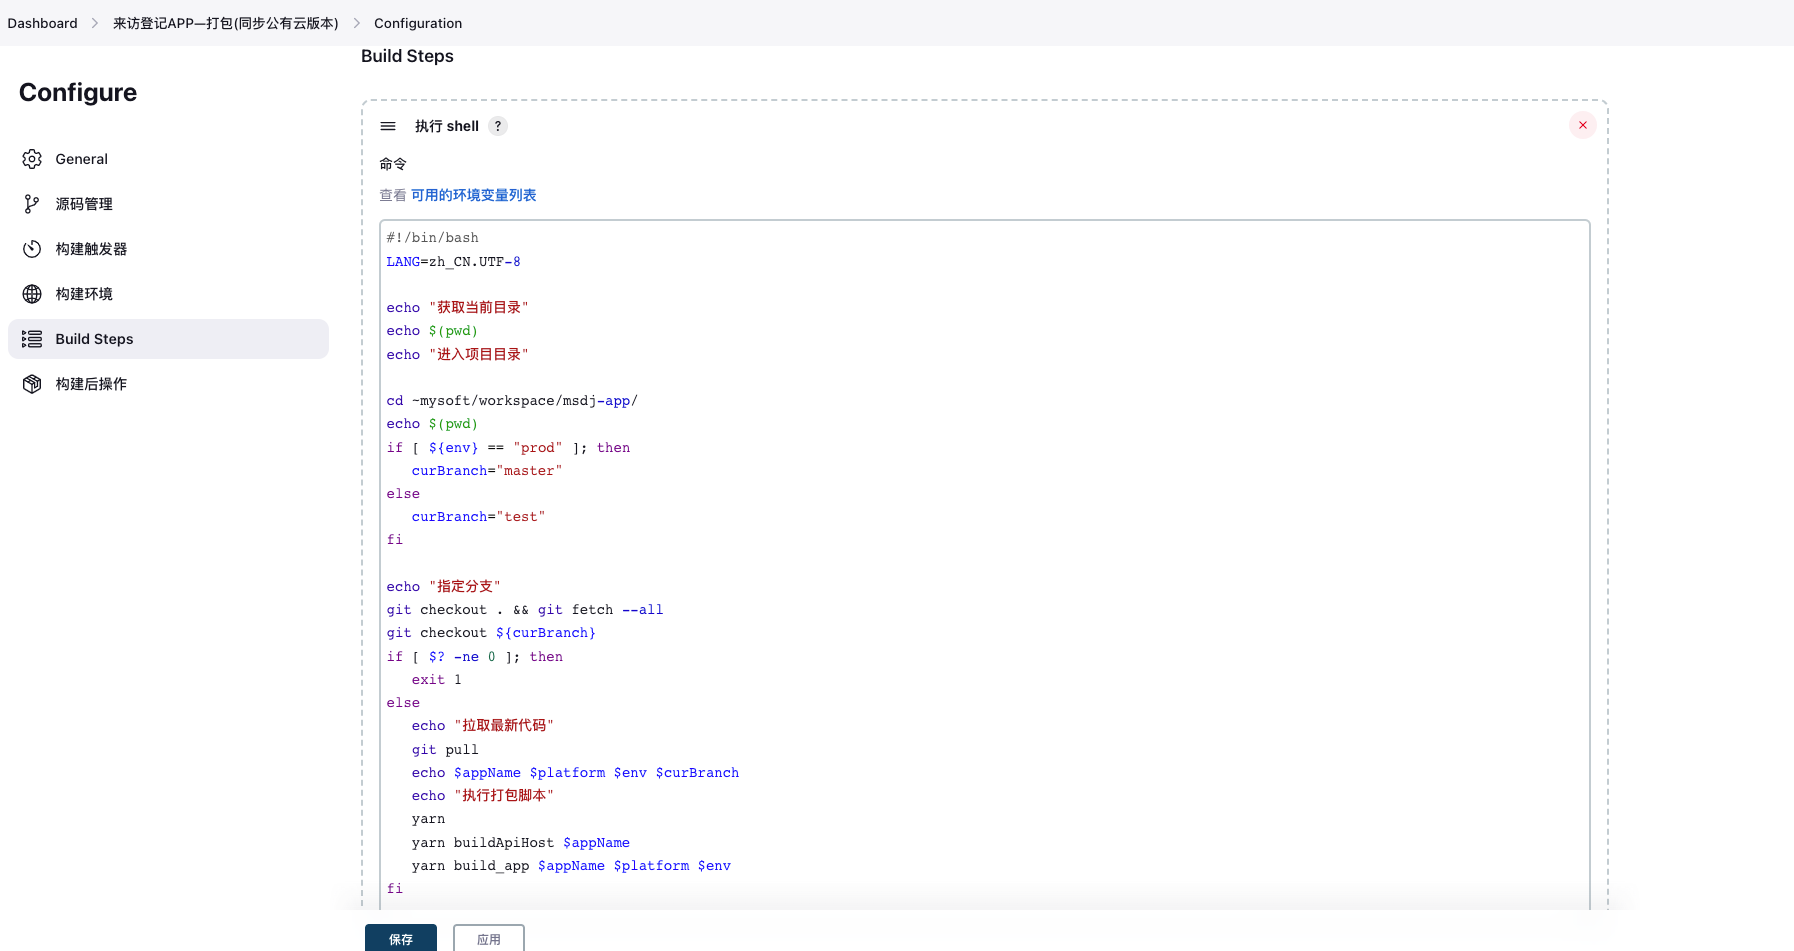 Dashboard > 来访登记APP—打包(同步公有云版本) > Configuration
Build Steps
Configure
General
源码管理
构建触发器
构建环境
Build Steps
构建后操作
执行 shell ?
命令
查看 可用的环境变量列表
#!/bin/bash
LANG=zh_CN.UTF-8
echo "获取当前目录"
echo $(pwd)
echo "进入项目目录"
cd ~mysoft/workspace/msdj-app/
echo $(pwd)
if [ ${env} == "prod" ]; then
   curBranch="master"
else
   curBranch="test"
fi
echo "指定分支"
git checkout . && git fetch --all
git checkout ${curBranch}
if [ $? -ne 0 ]; then
   exit 1
else
   echo "拉取最新代码"
   git pull
   echo $appName $platform $env $curBranch
   echo "执行打包脚本"
   yarn
   yarn buildApiHost $appName
   yarn build_app $appName $platform $env
fi
保存
应用